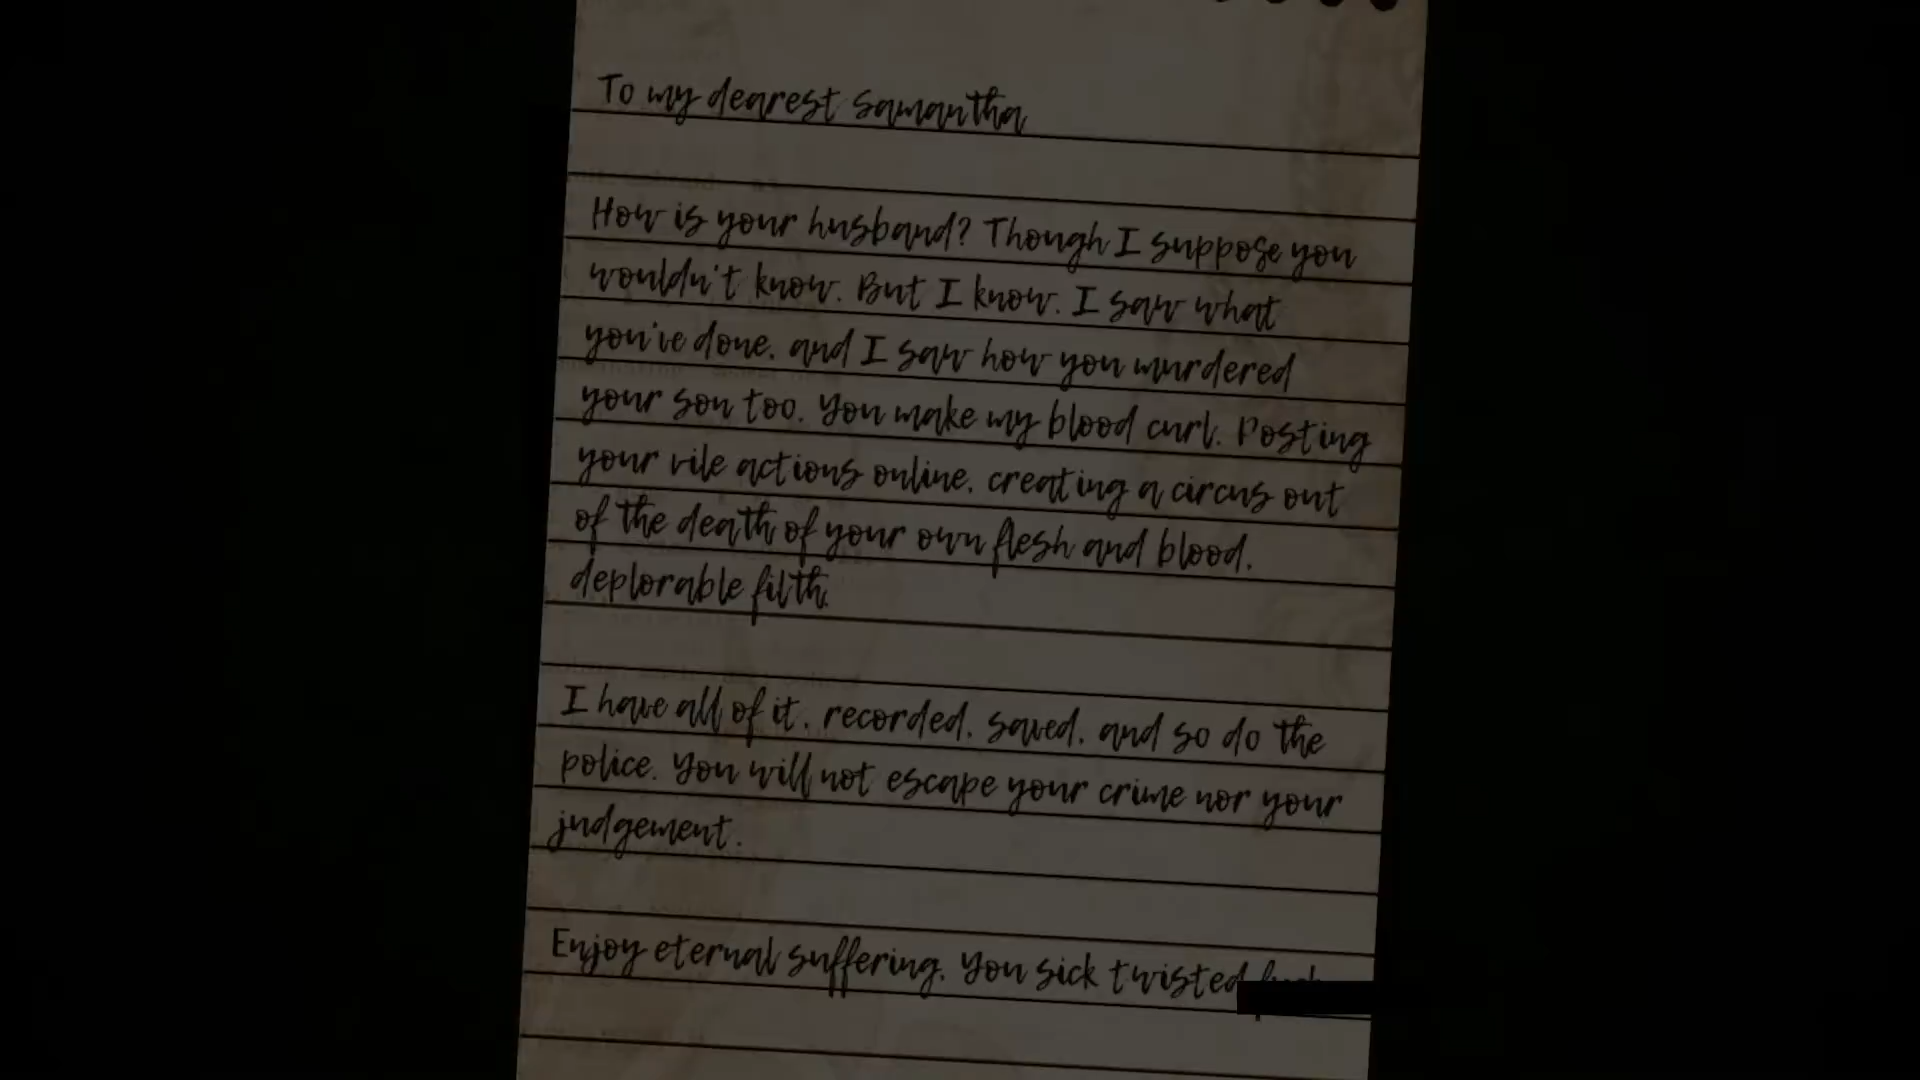 To my dearest Samantha
How is your husband? Though I suppose you
wouldn't know. But I know. I saw what
you've done, and I saw how you murdered
your son too. You make my blood curl. Posting
your vile actions online, creating a circus out
of the death of your own flesh and blood.
deplorable filth.
I have all of it, recorded, saved, and so do the
police. You will not escape your crime nor your
judgement.
Enjoy eternal suffering. You sick twisted